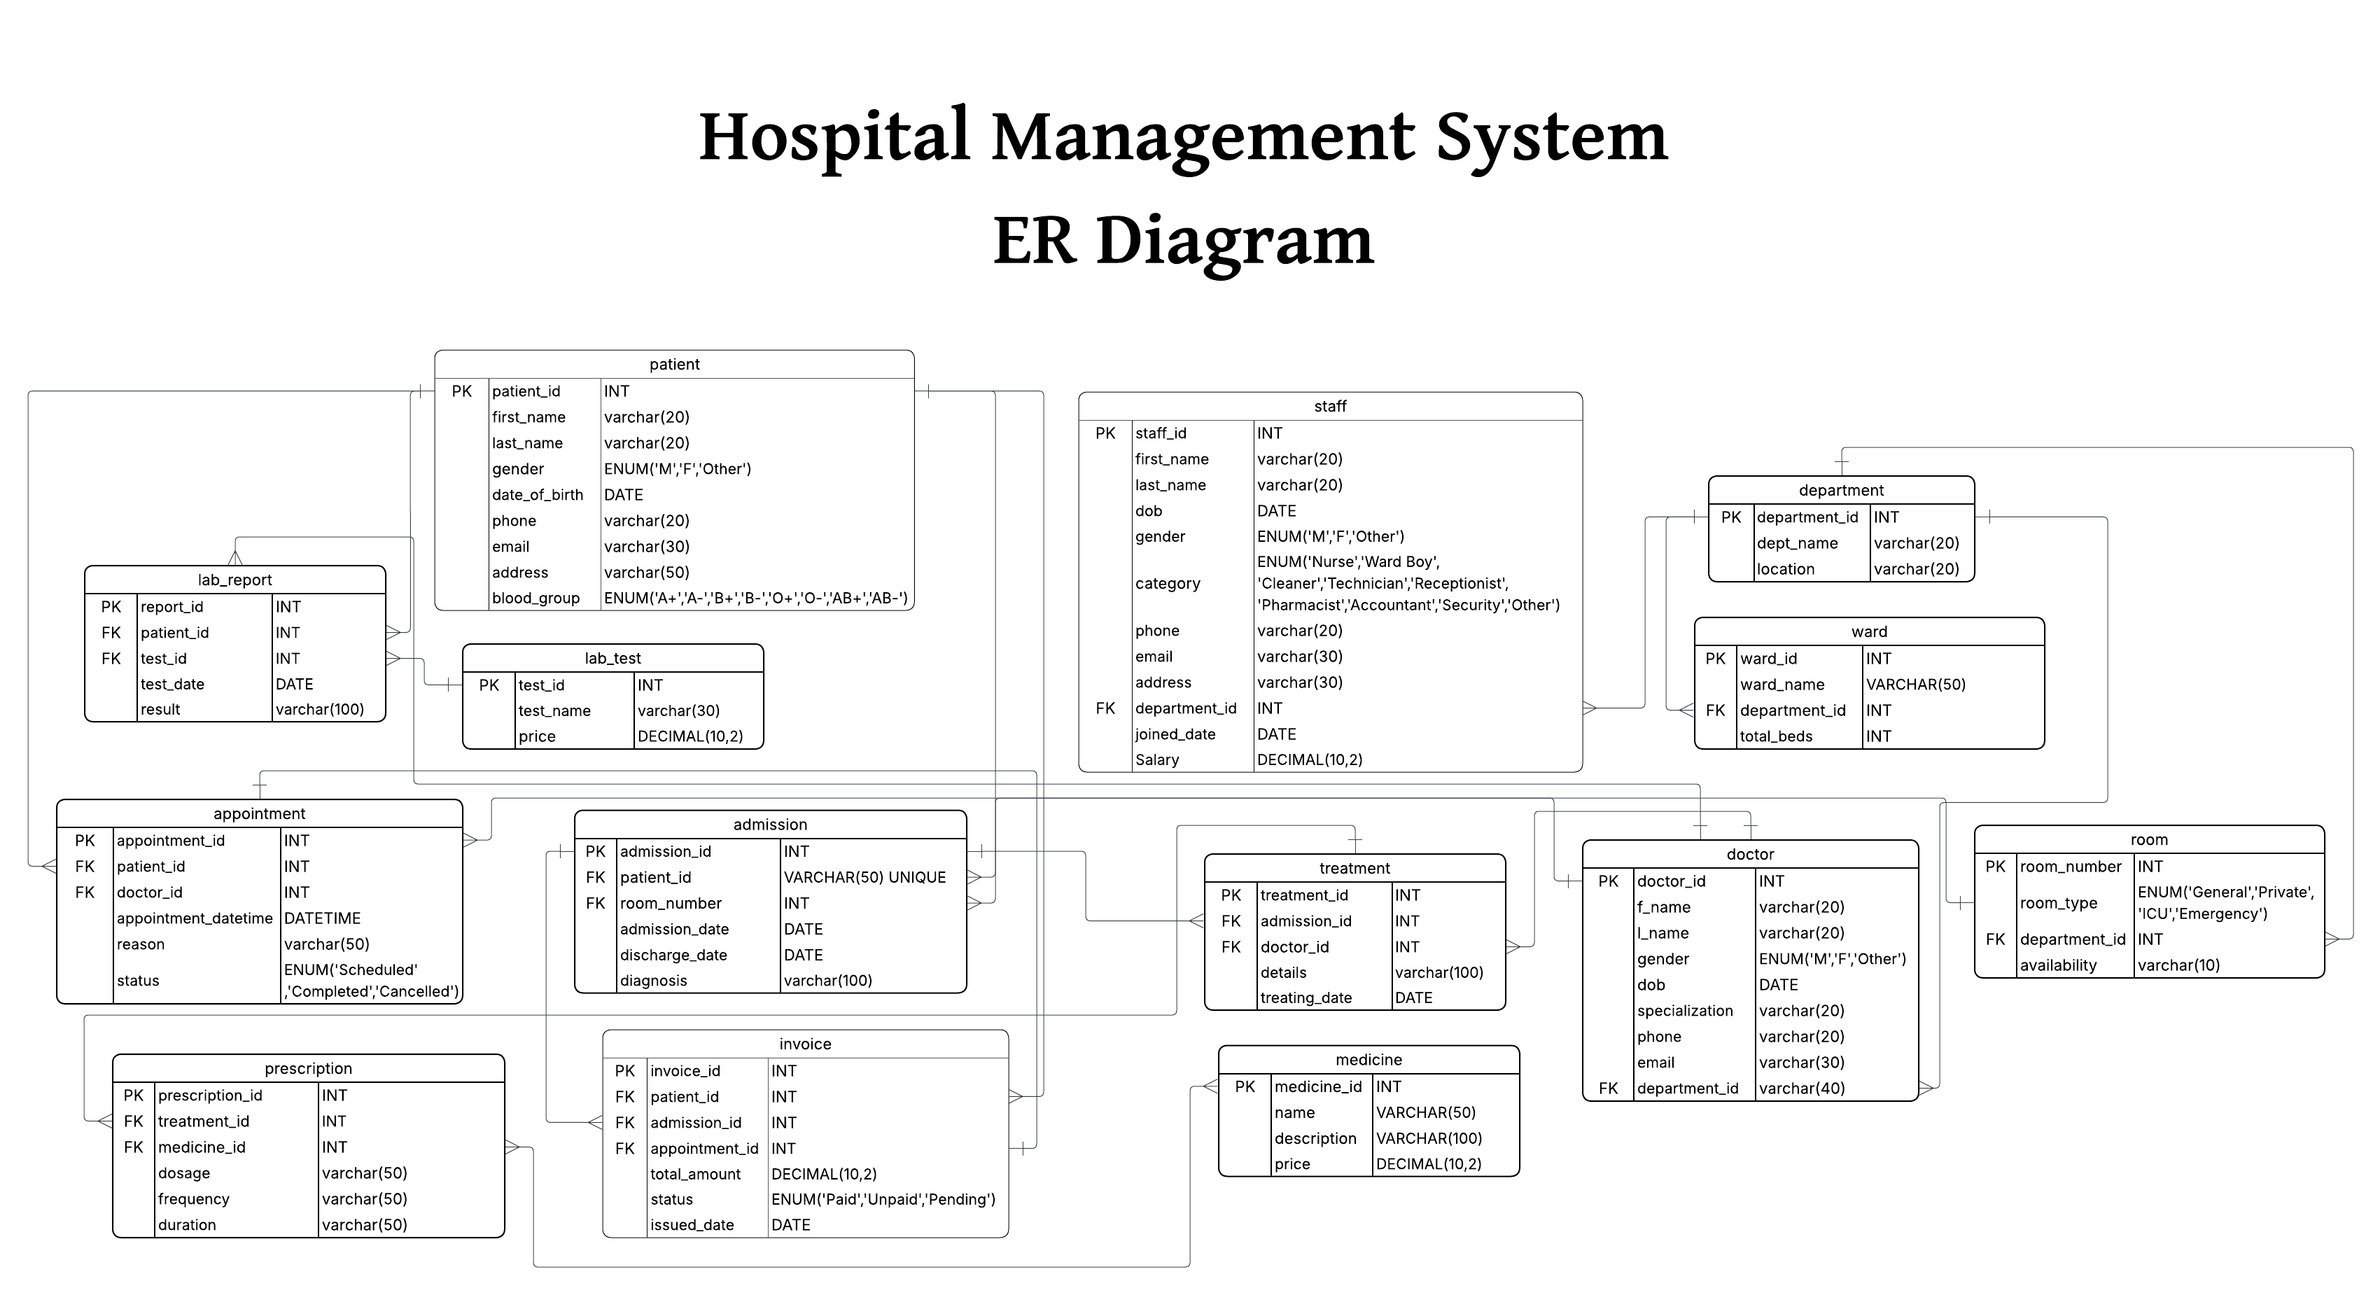 Hospital Management System
ER Diagram
patient
PK patient_id INT
first_name varchar(20)
last_name varchar(20)
gender ENUM('M','F','Other')
date_of_birth DATE
phone varchar(20)
email varchar(30)
address varchar(50)
blood_group ENUM('A+','A-','B+','B-','O+','O-','AB+','AB-')
staff
PK staff_id INT
first_name varchar(20)
last_name varchar(20)
dob DATE
gender ENUM('M','F','Other')
category ENUM('Nurse','Ward Boy',
'Cleaner','Technician','Receptionist',
'Pharmacist','Accountant','Security','Other')
phone varchar(20)
email varchar(30)
address varchar(30)
FK department_id INT
joined_date DATE
Salary DECIMAL(10,2)
department
PK department_id INT
dept_name varchar(20)
location varchar(20)
lab_report
PK report_id INT
FK patient_id INT
FK test_id INT
test_date DATE
result varchar(100)
lab_test
PK test_id INT
test_name varchar(30)
price DECIMAL(10,2)
ward
PK ward_id INT
ward_name VARCHAR(50)
FK department_id INT
total_beds INT
appointment
PK appointment_id INT
FK patient_id INT
FK doctor_id INT
appointment_datetime DATETIME
reason varchar(50)
status ENUM('Scheduled'
,'Completed','Cancelled')
admission
PK admission_id INT
FK patient_id VARCHAR(50) UNIQUE
FK room_number INT
admission_date DATE
discharge_date DATE
diagnosis varchar(100)
treatment
PK treatment_id INT
FK admission_id INT
FK doctor_id INT
details varchar(100)
treating_date DATE
doctor
PK doctor_id INT
f_name varchar(20)
l_name varchar(20)
gender ENUM('M','F','Other')
dob DATE
specialization varchar(20)
phone varchar(20)
email varchar(30)
FK department_id varchar(40)
room
PK room_number INT
room_type ENUM('General','Private',
'ICU','Emergency')
FK department_id INT
availability varchar(10)
prescription
PK prescription_id INT
FK treatment_id INT
FK medicine_id INT
dosage varchar(50)
frequency varchar(50)
duration varchar(50)
invoice
PK invoice_id INT
FK patient_id INT
FK admission_id INT
FK appointment_id INT
total_amount DECIMAL(10,2)
status ENUM('Paid','Unpaid','Pending')
issued_date DATE
medicine
PK medicine_id INT
name VARCHAR(50)
description VARCHAR(100)
price DECIMAL(10,2)